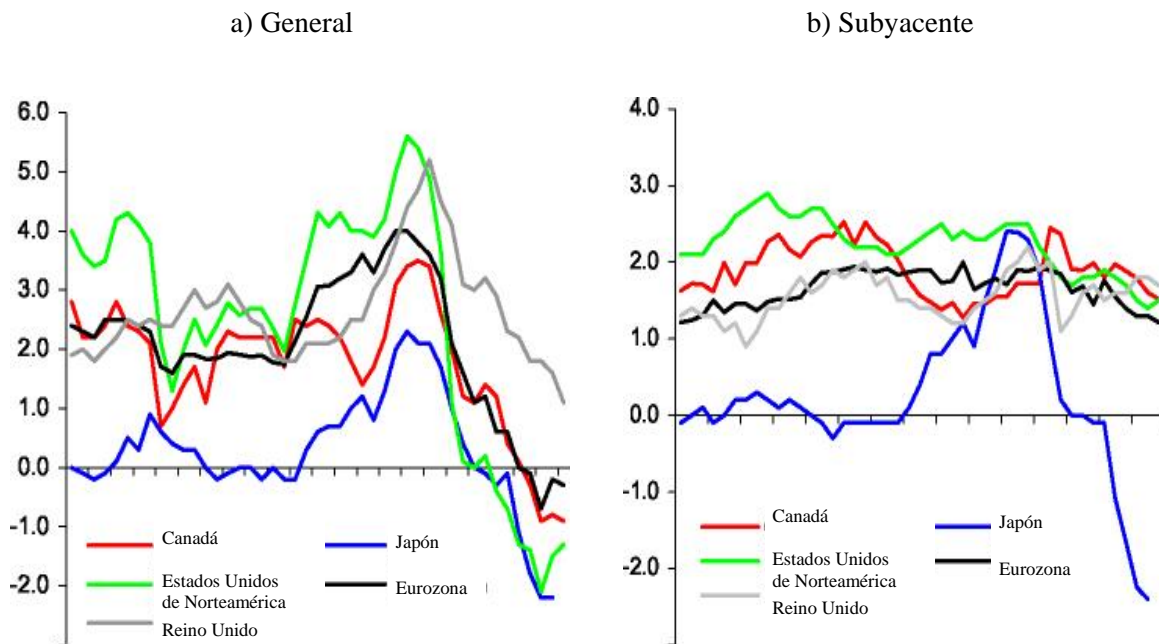 a) General
6.0
5.0
4.0
3.0
2.0
1.0
0.0
-1.0
-2.0
Canadá
Japón
Estados Unidos
de Norteamérica
Eurozona
Reino Unido
b) Subyacente
4.0
3.0
2.0
1.0
0.0
-1.0
-2.0
Canadá
Japón
Estados Unidos
de Norteamérica
Eurozona
Reino Unido